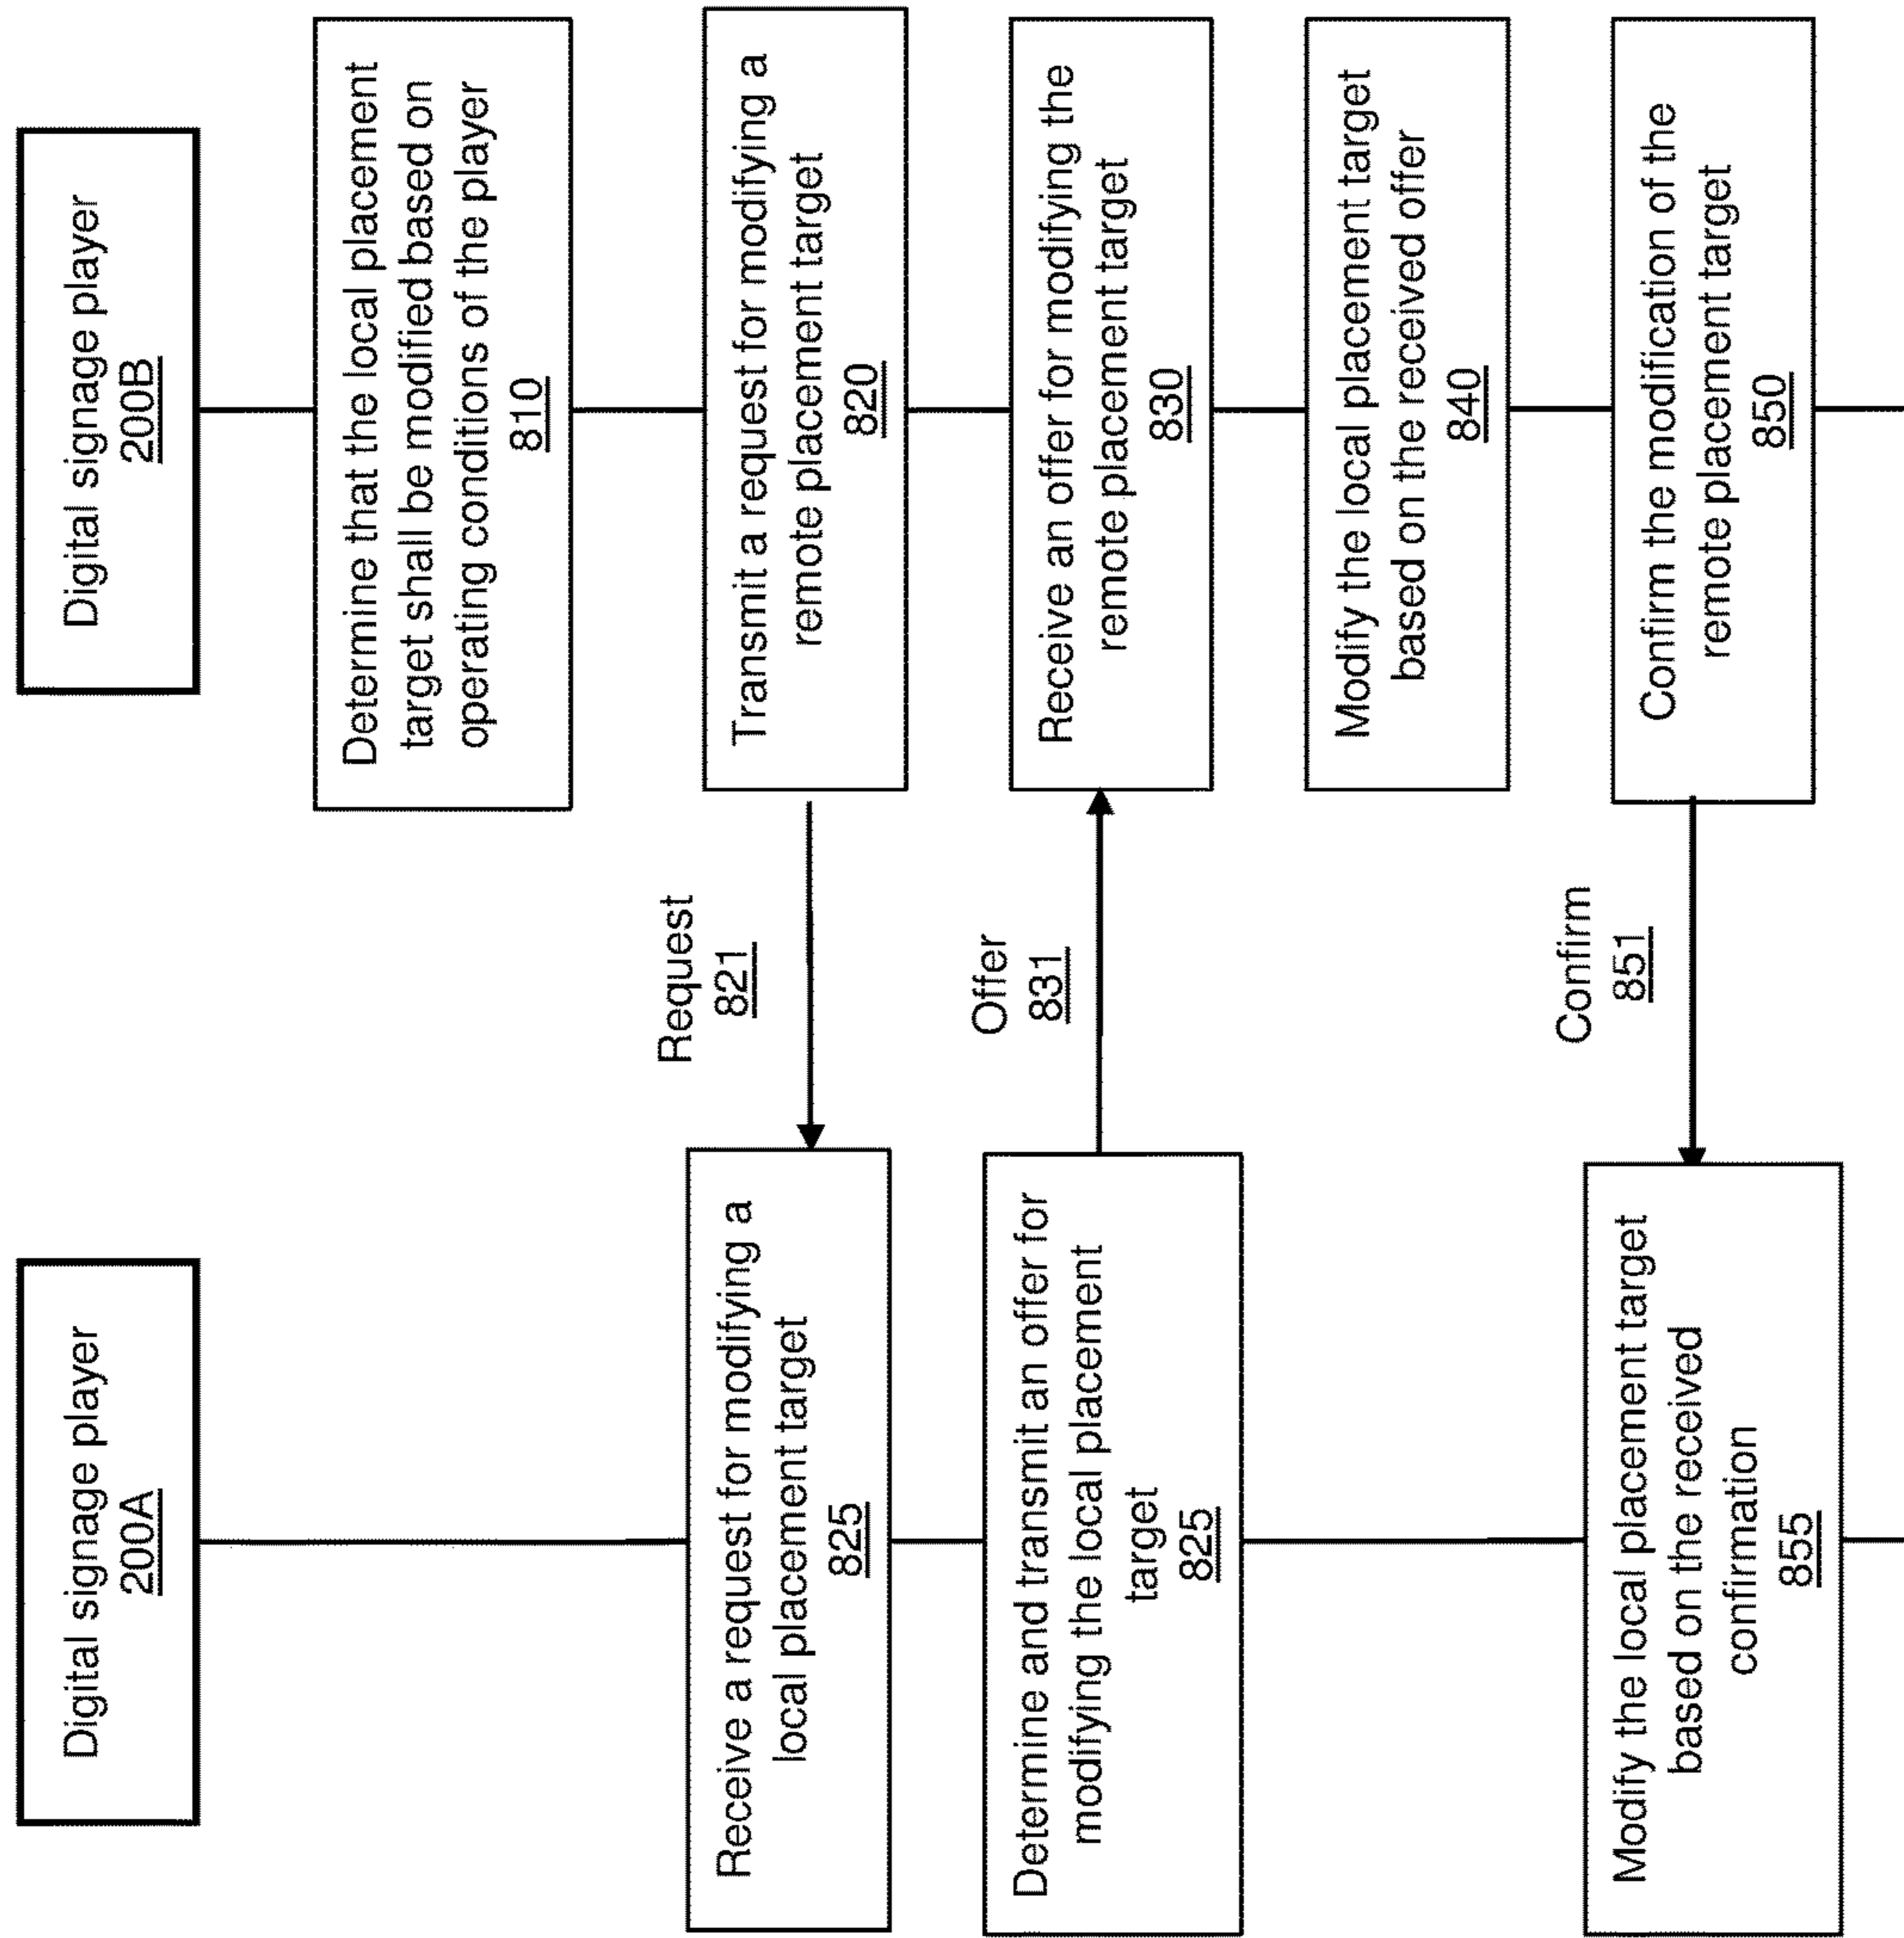 Digital signage player
200A
Digital signage player
200B
Determine that the local placement
target shall be modified based on
operating conditions of the player
810
Receive a request for modifying a
local placement target
825
Request
821
Transmit a request for modifying a
remote placement target
820
Determine and transmit an offer for
modifying the local placement
target
825
Offer
831
Receive an offer for modifying the
remote placement target
830
Modify the local placement target
based on the received offer
840
Modify the local placement target
based on the received
confirmation
855
Confirm
851
Confirm the modification of the
remote placement target
850